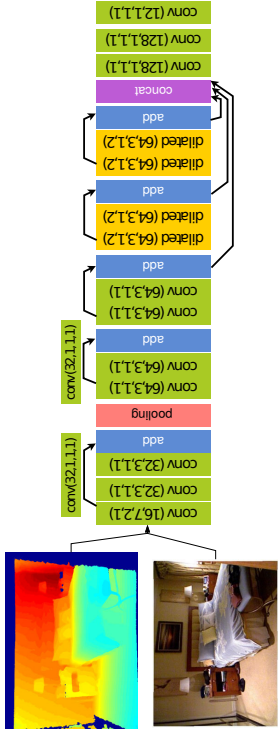 conv (16,7,2,1)
conv (32,3,1,1)
conv (32,3,1,1)
conv(32,1,1,1)
add
pooling
conv (64,3,1,1)
conv (64,3,1,1)
conv(32,1,1,1)
add
conv (64,3,1,1)
conv (64,3,1,1)
add
dilated (64,3,1,2)
dilated (64,3,1,2)
add
dilated (64,3,1,2)
dilated (64,3,1,2)
add
concat
conv (128,1,1,1)
conv (128,1,1,1)
conv (12,1,1,1)